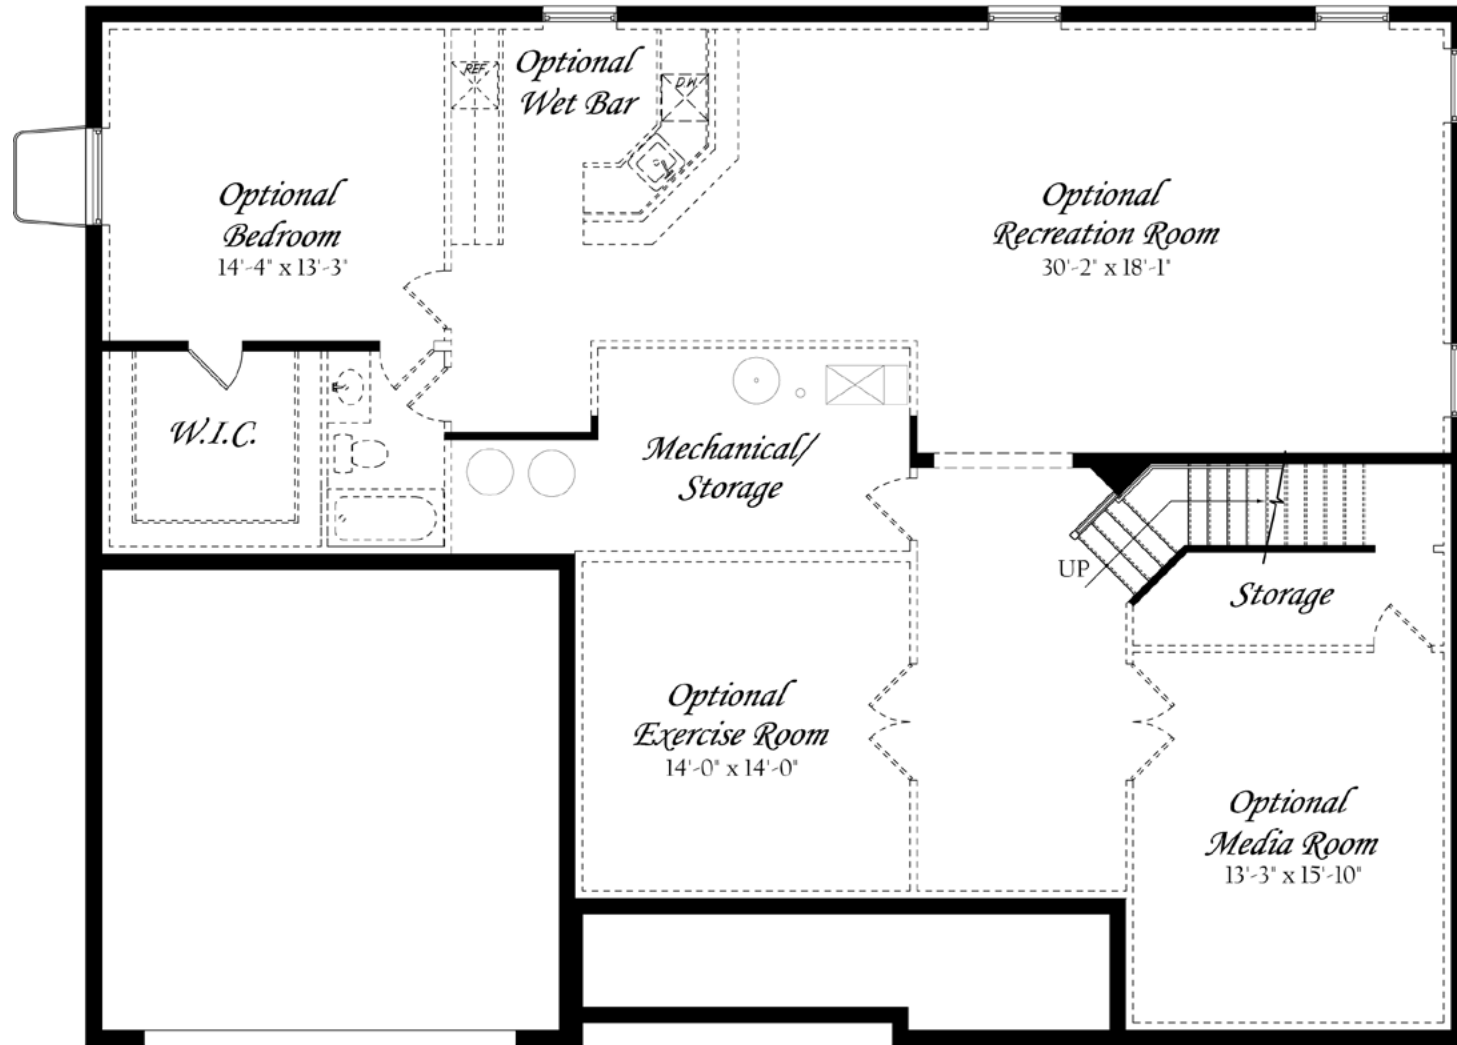 REF.
Optional
Wet Bar
D.W.
Optional
Bedroom
14'-4" x 13'-3"
Optional
Recreation Room
30'-2" x 18'-1"
W.I.C.
Mechanical/
Storage
UP
Storage
Optional
Exercise Room
14'-0" x 14'-0"
Optional
Media Room
13'-3" x 15'-10"